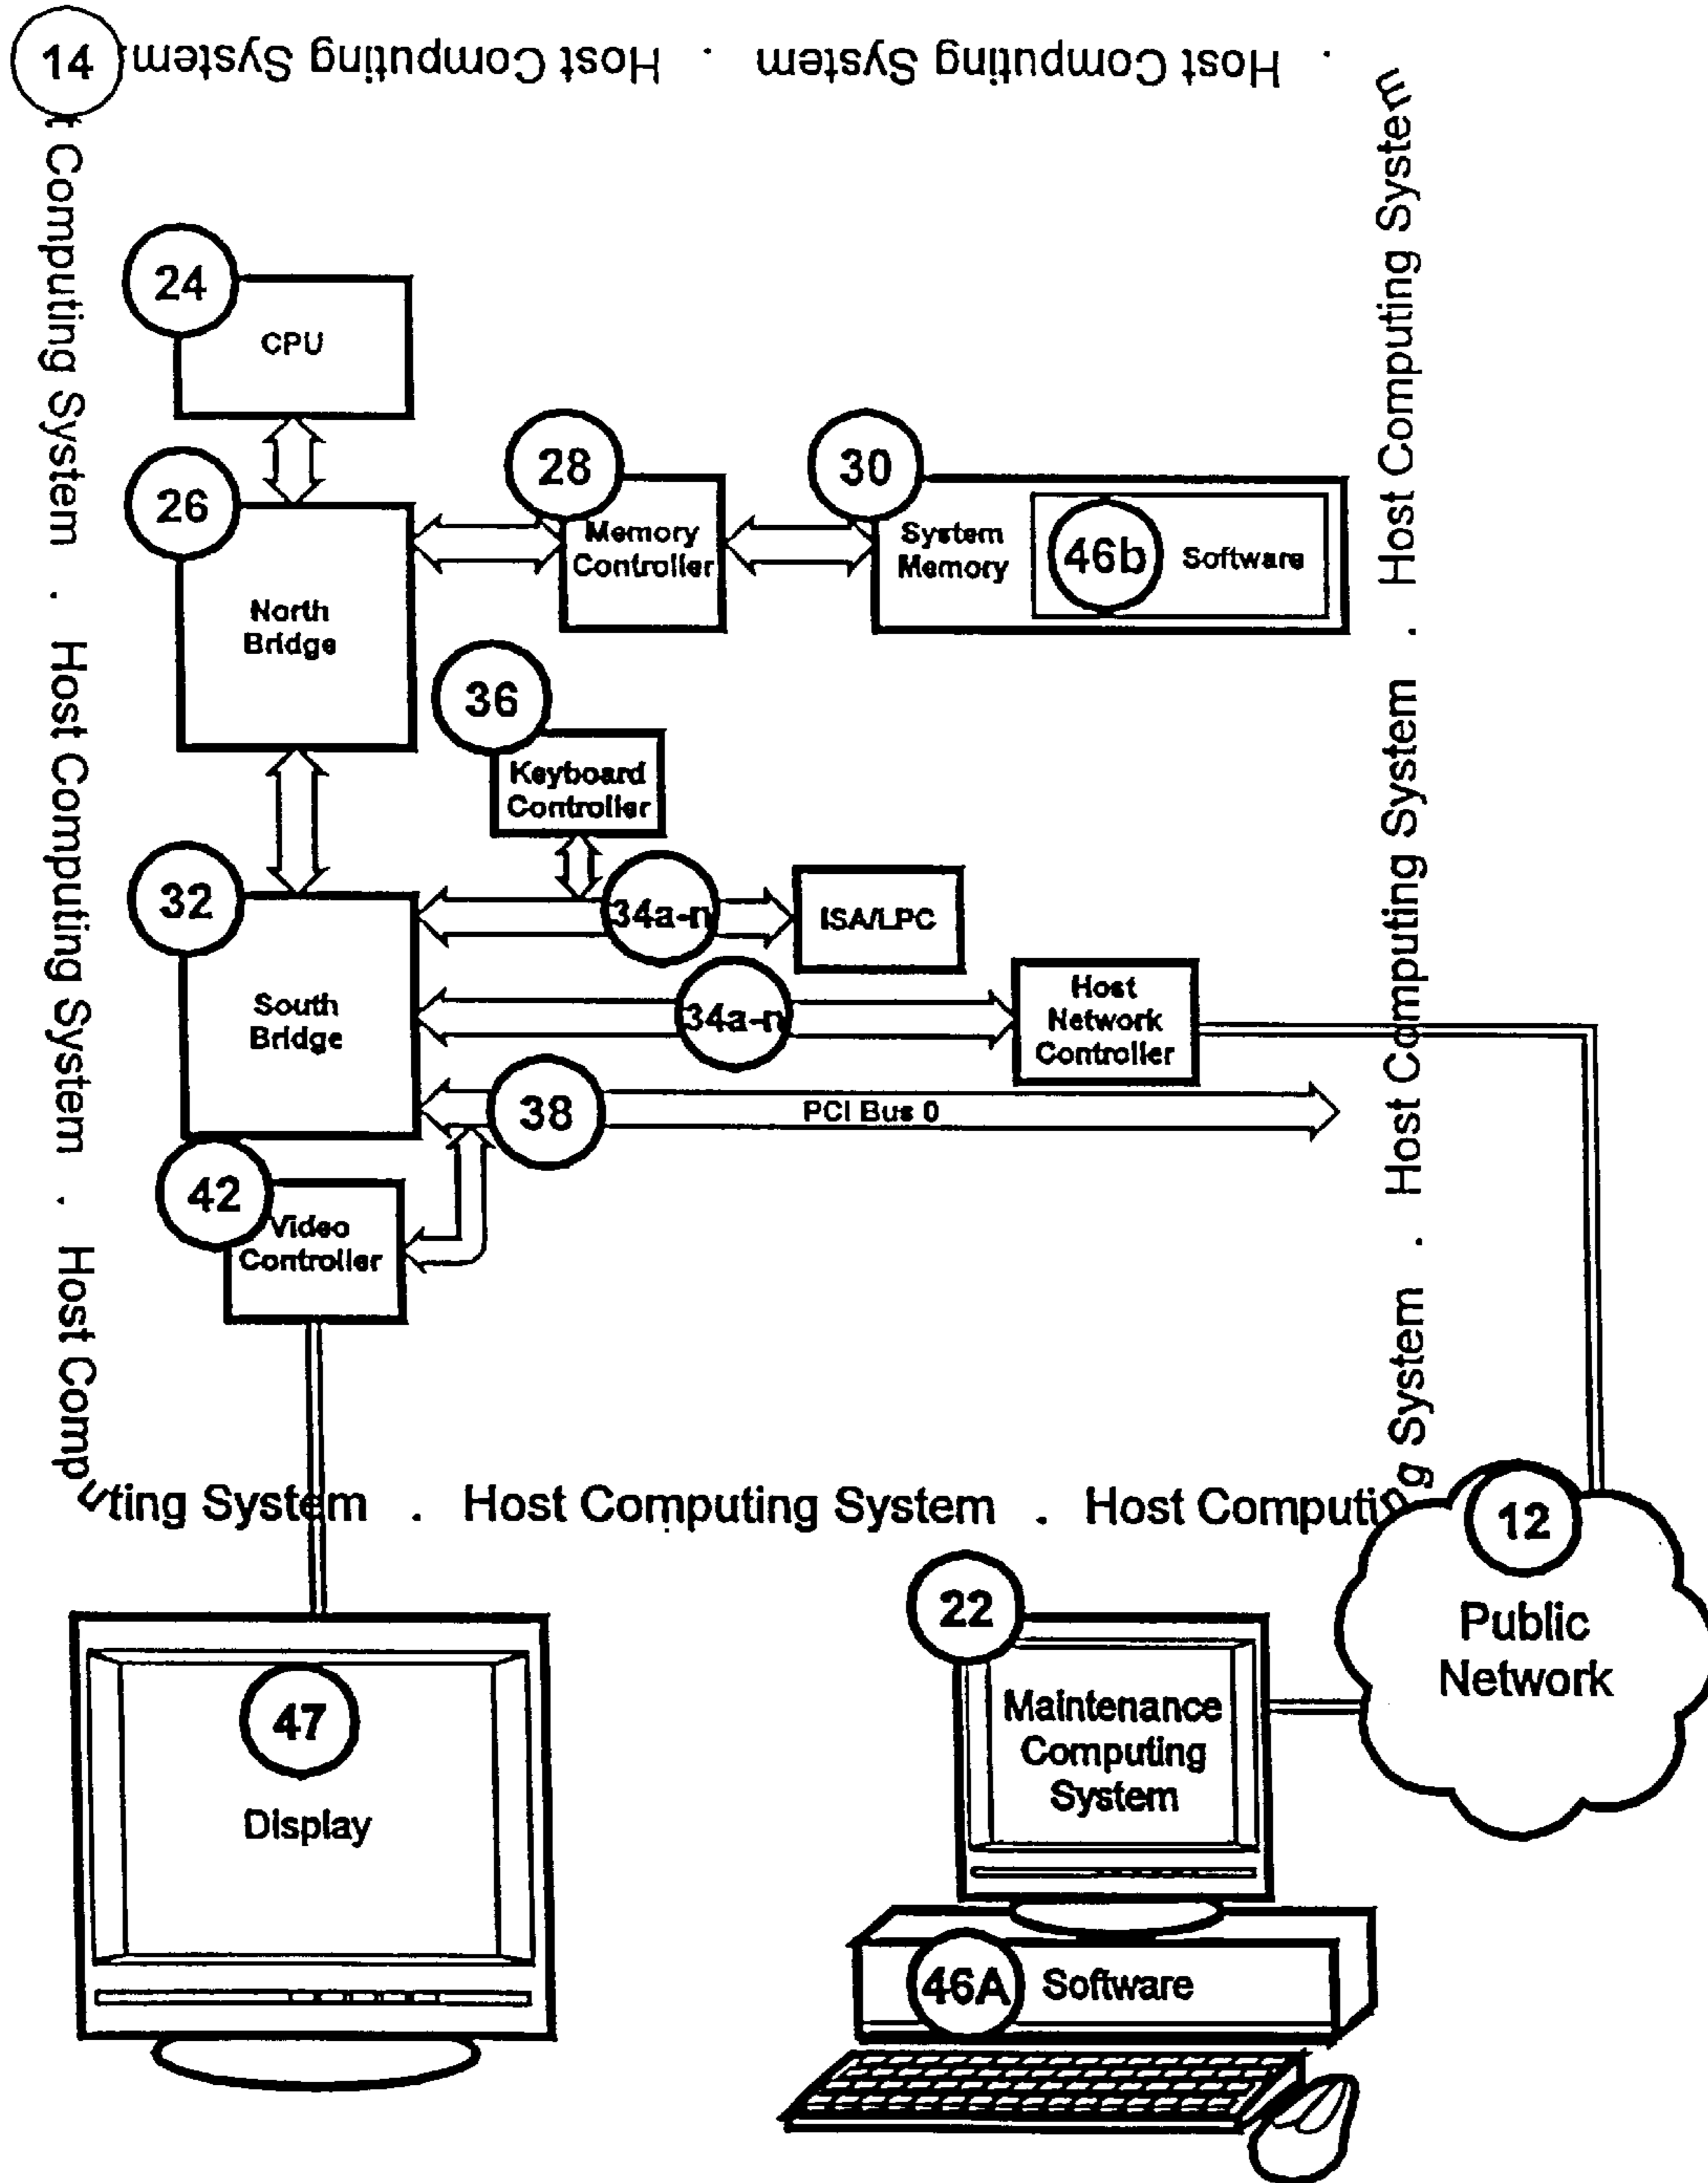 14
Host Computing System . Host Computing System .
t Computing System . Host Computing System . Host Computing System . Host Computing System . Host Computing System . Host Computing System . Host Computing System
24
CPU
26
North
Bridge
28
Memory
Controller
30
System
Memory
46b
Software
36
Keyboard
Controller
32
South
Bridge
34a-n
ISA/LPC
34a-n
Host
Network
Controller
38
PCI Bus 0
42
Video
Controller
12
Public
Network
22
Maintenance
Computing
System
47
Display
46A
Software